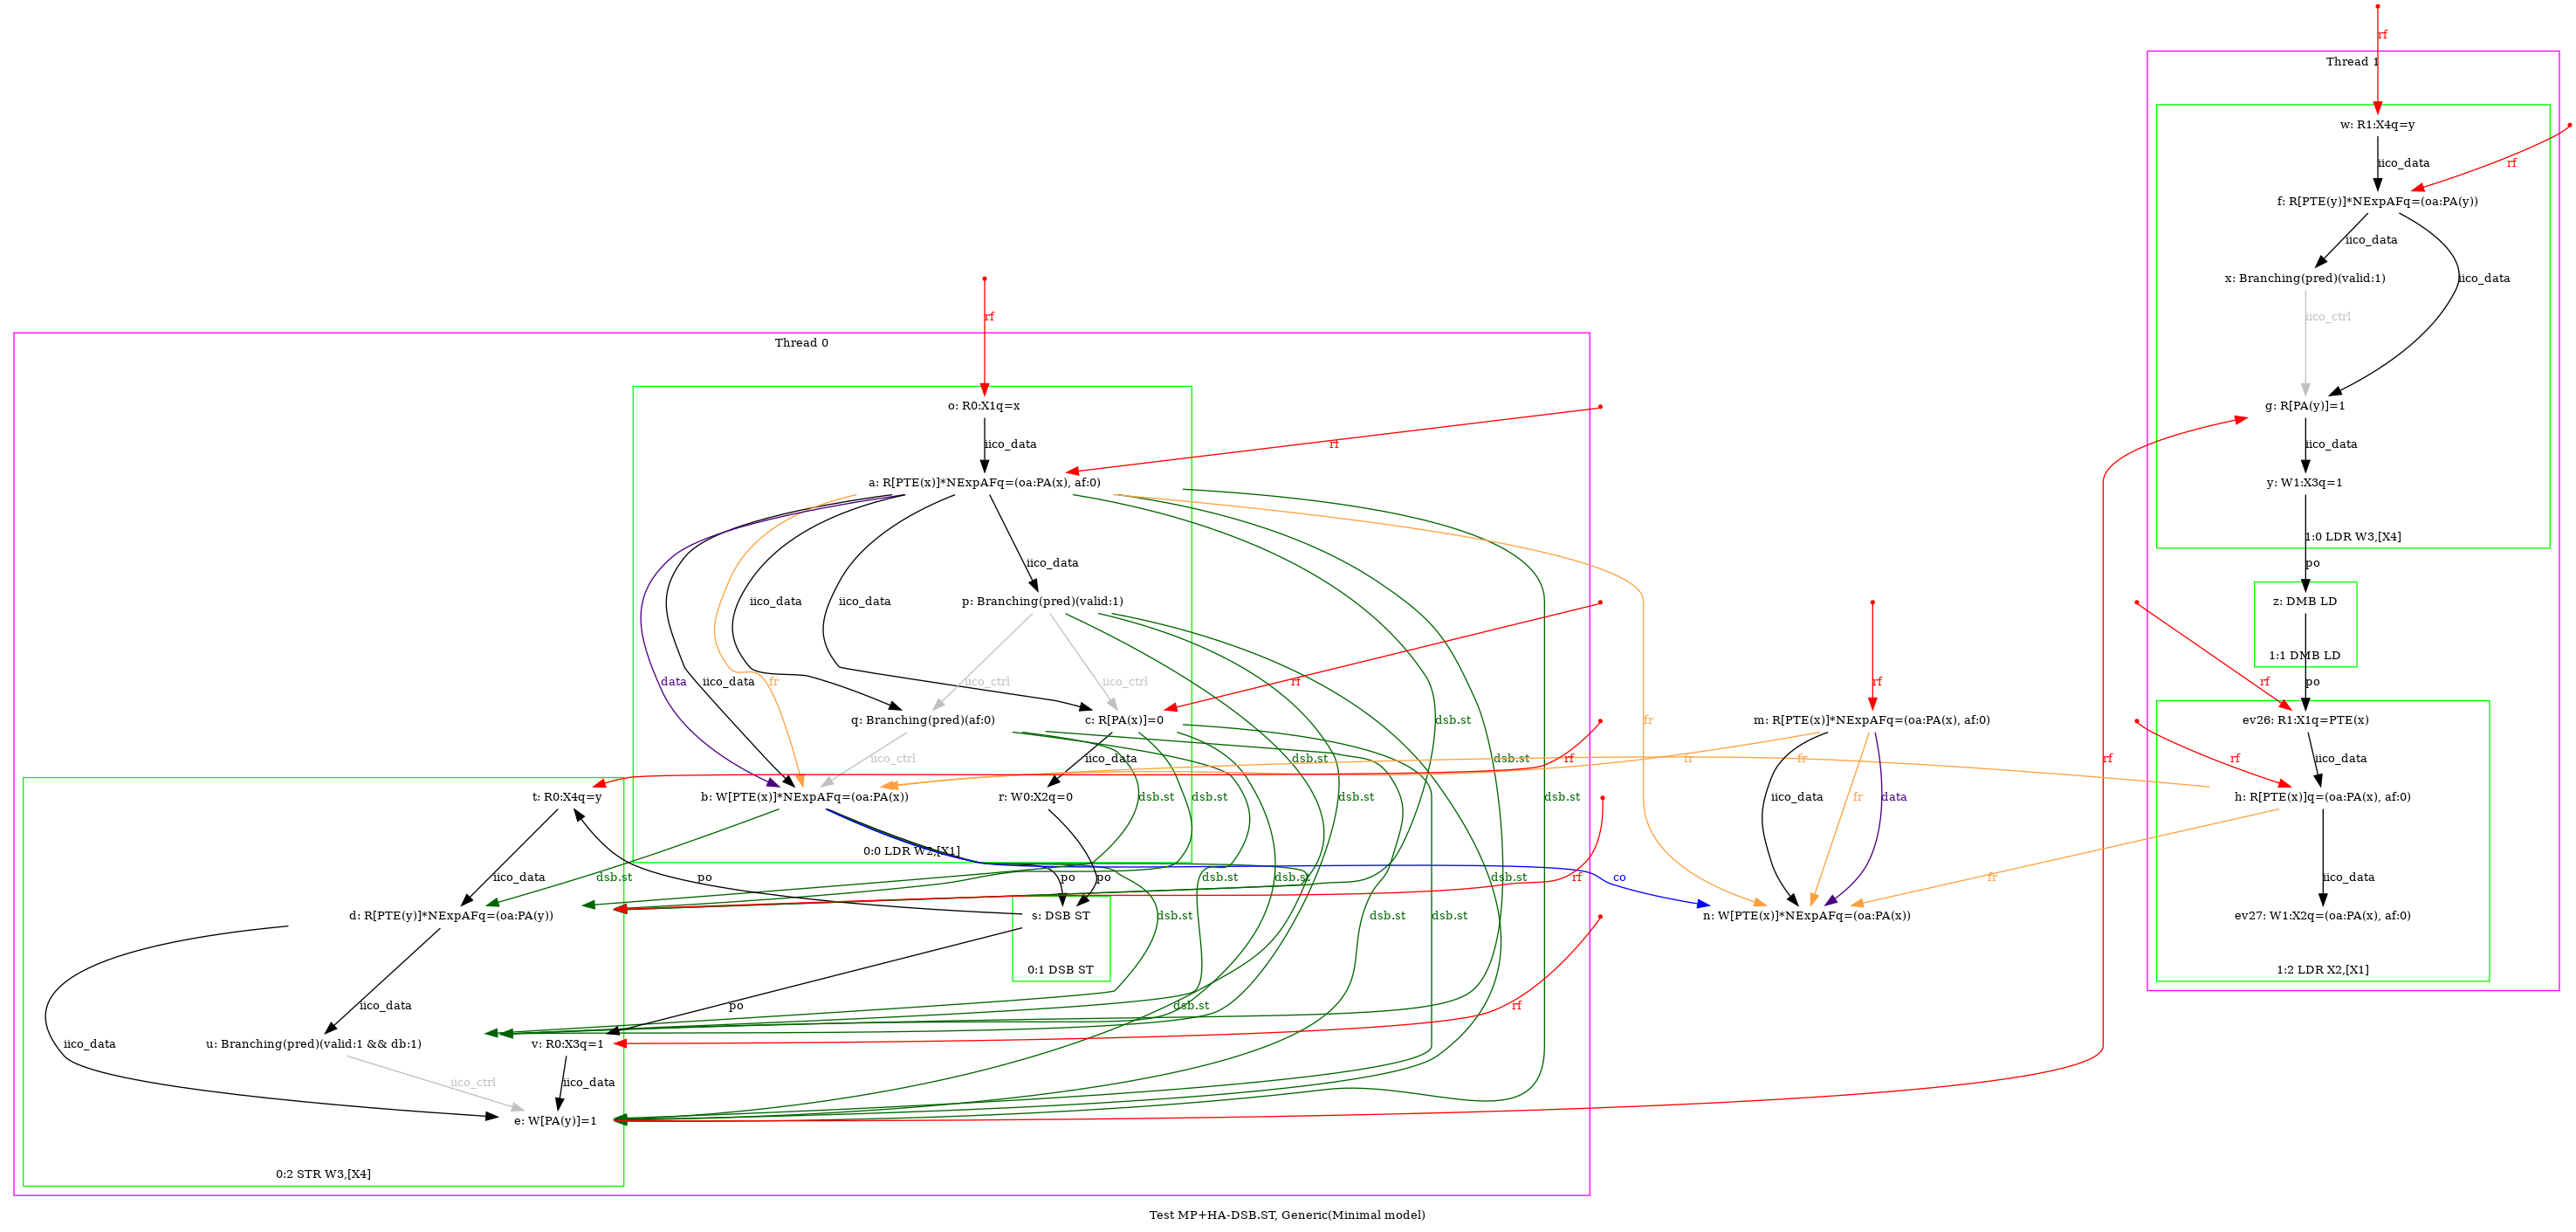 rf
Thread 1
w: R1:X4q=y
iico_data
rf
f: R[PTE(y)]*NExpAFq=(oa:PA(y))
iico_data
x: Branching(pred)(valid:1)
iico_data
rf
iico_ctrl
Thread 0
o: R0:X1q=x
g: R[PA(y)]=1
iico_data
rf
iico_data
a: R[PTE(x)]*NExpAFq=(oa:PA(x), af:0)
y: W1:X3q=1
1:0 LDR W3,[X4]
iico_data
po
iico_data
iico_data
p: Branching(pred)(valid:1)
z: DMB LD
1:1 DMB LD
data
iico_data
fr
iico_ctrl
iico_ctrl
rf
rf
rf
po
q: Branching(pred)(af:0)
c: R[PA(x)]=0
dsb.st
fr
m: R[PTE(x)]*NExpAFq=(oa:PA(x), af:0)
ev26: R1:X1q=PTE(x)
iico_ctrl
iico_data
dsb.st
dsb.st
rf
fr
fr
rf
rf
iico_data
t: R0:X4q=y
b: W[PTE(x)]*NExpAFq=(oa:PA(x))
r: W0:X2q=0
dsb.st
dsb.st
dsb.st
dsb.st
iico_data
fr
data
h: R[PTE(x)]q=(oa:PA(x), af:0)
0:0 LDR W2,[X1]
iico_data
dsb.st
po
po
po
dsb.st
dsb.st
iico_data
dsb.st
rf
co
fr
iico_data
d: R[PTE(y)]*NExpAFq=(oa:PA(y))
dsb.st
s: DSB ST
dsb.st
dsb.st
n: W[PTE(x)]*NExpAFq=(oa:PA(x))
ev27: W1:X2q=(oa:PA(x), af:0)
0:1 DSB ST
1:2 LDR X2,[X1]
iico_data
po
dsb.st
rf
iico_data
u: Branching(pred)(valid:1 && db:1)
v: R0:X3q=1
iico_ctrl
iico_data
e: W[PA(y)]=1
0:2 STR W3,[X4]
Test MP+HA-DSB.ST, Generic(Minimal model)